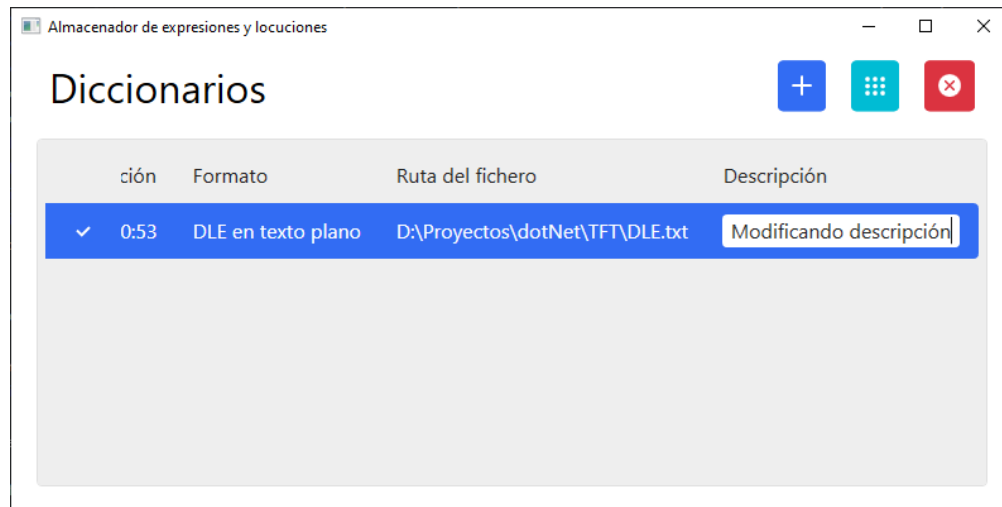 Almacenador de expresiones y locuciones
Diccionarios
ción Formato Ruta del fichero Descripción
0:53 DLE en texto plano D:\Proyectos\dotNet\TFT\DLE.txt Modificando descripción